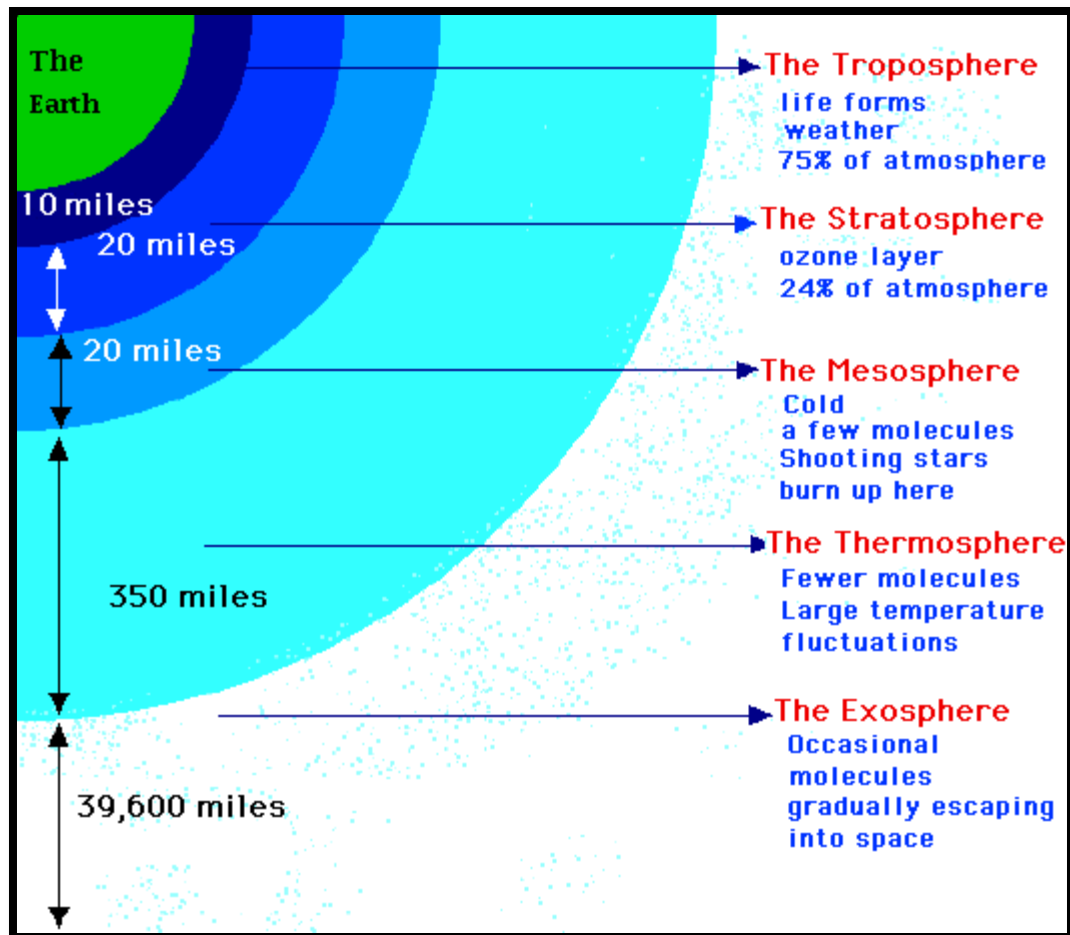 The
Earth
10 miles
20 miles
20 miles
350 miles
39,600 miles
The Troposphere
life forms
weather
75% of atmosphere
The Stratosphere
ozone layer
24% of atmosphere
The Mesosphere
Cold
a few molecules
Shooting stars
burn up here
The Thermosphere
Fewer molecules
Large temperature
fluctuations
The Exosphere
Occasional
molecules
gradually escaping
into space